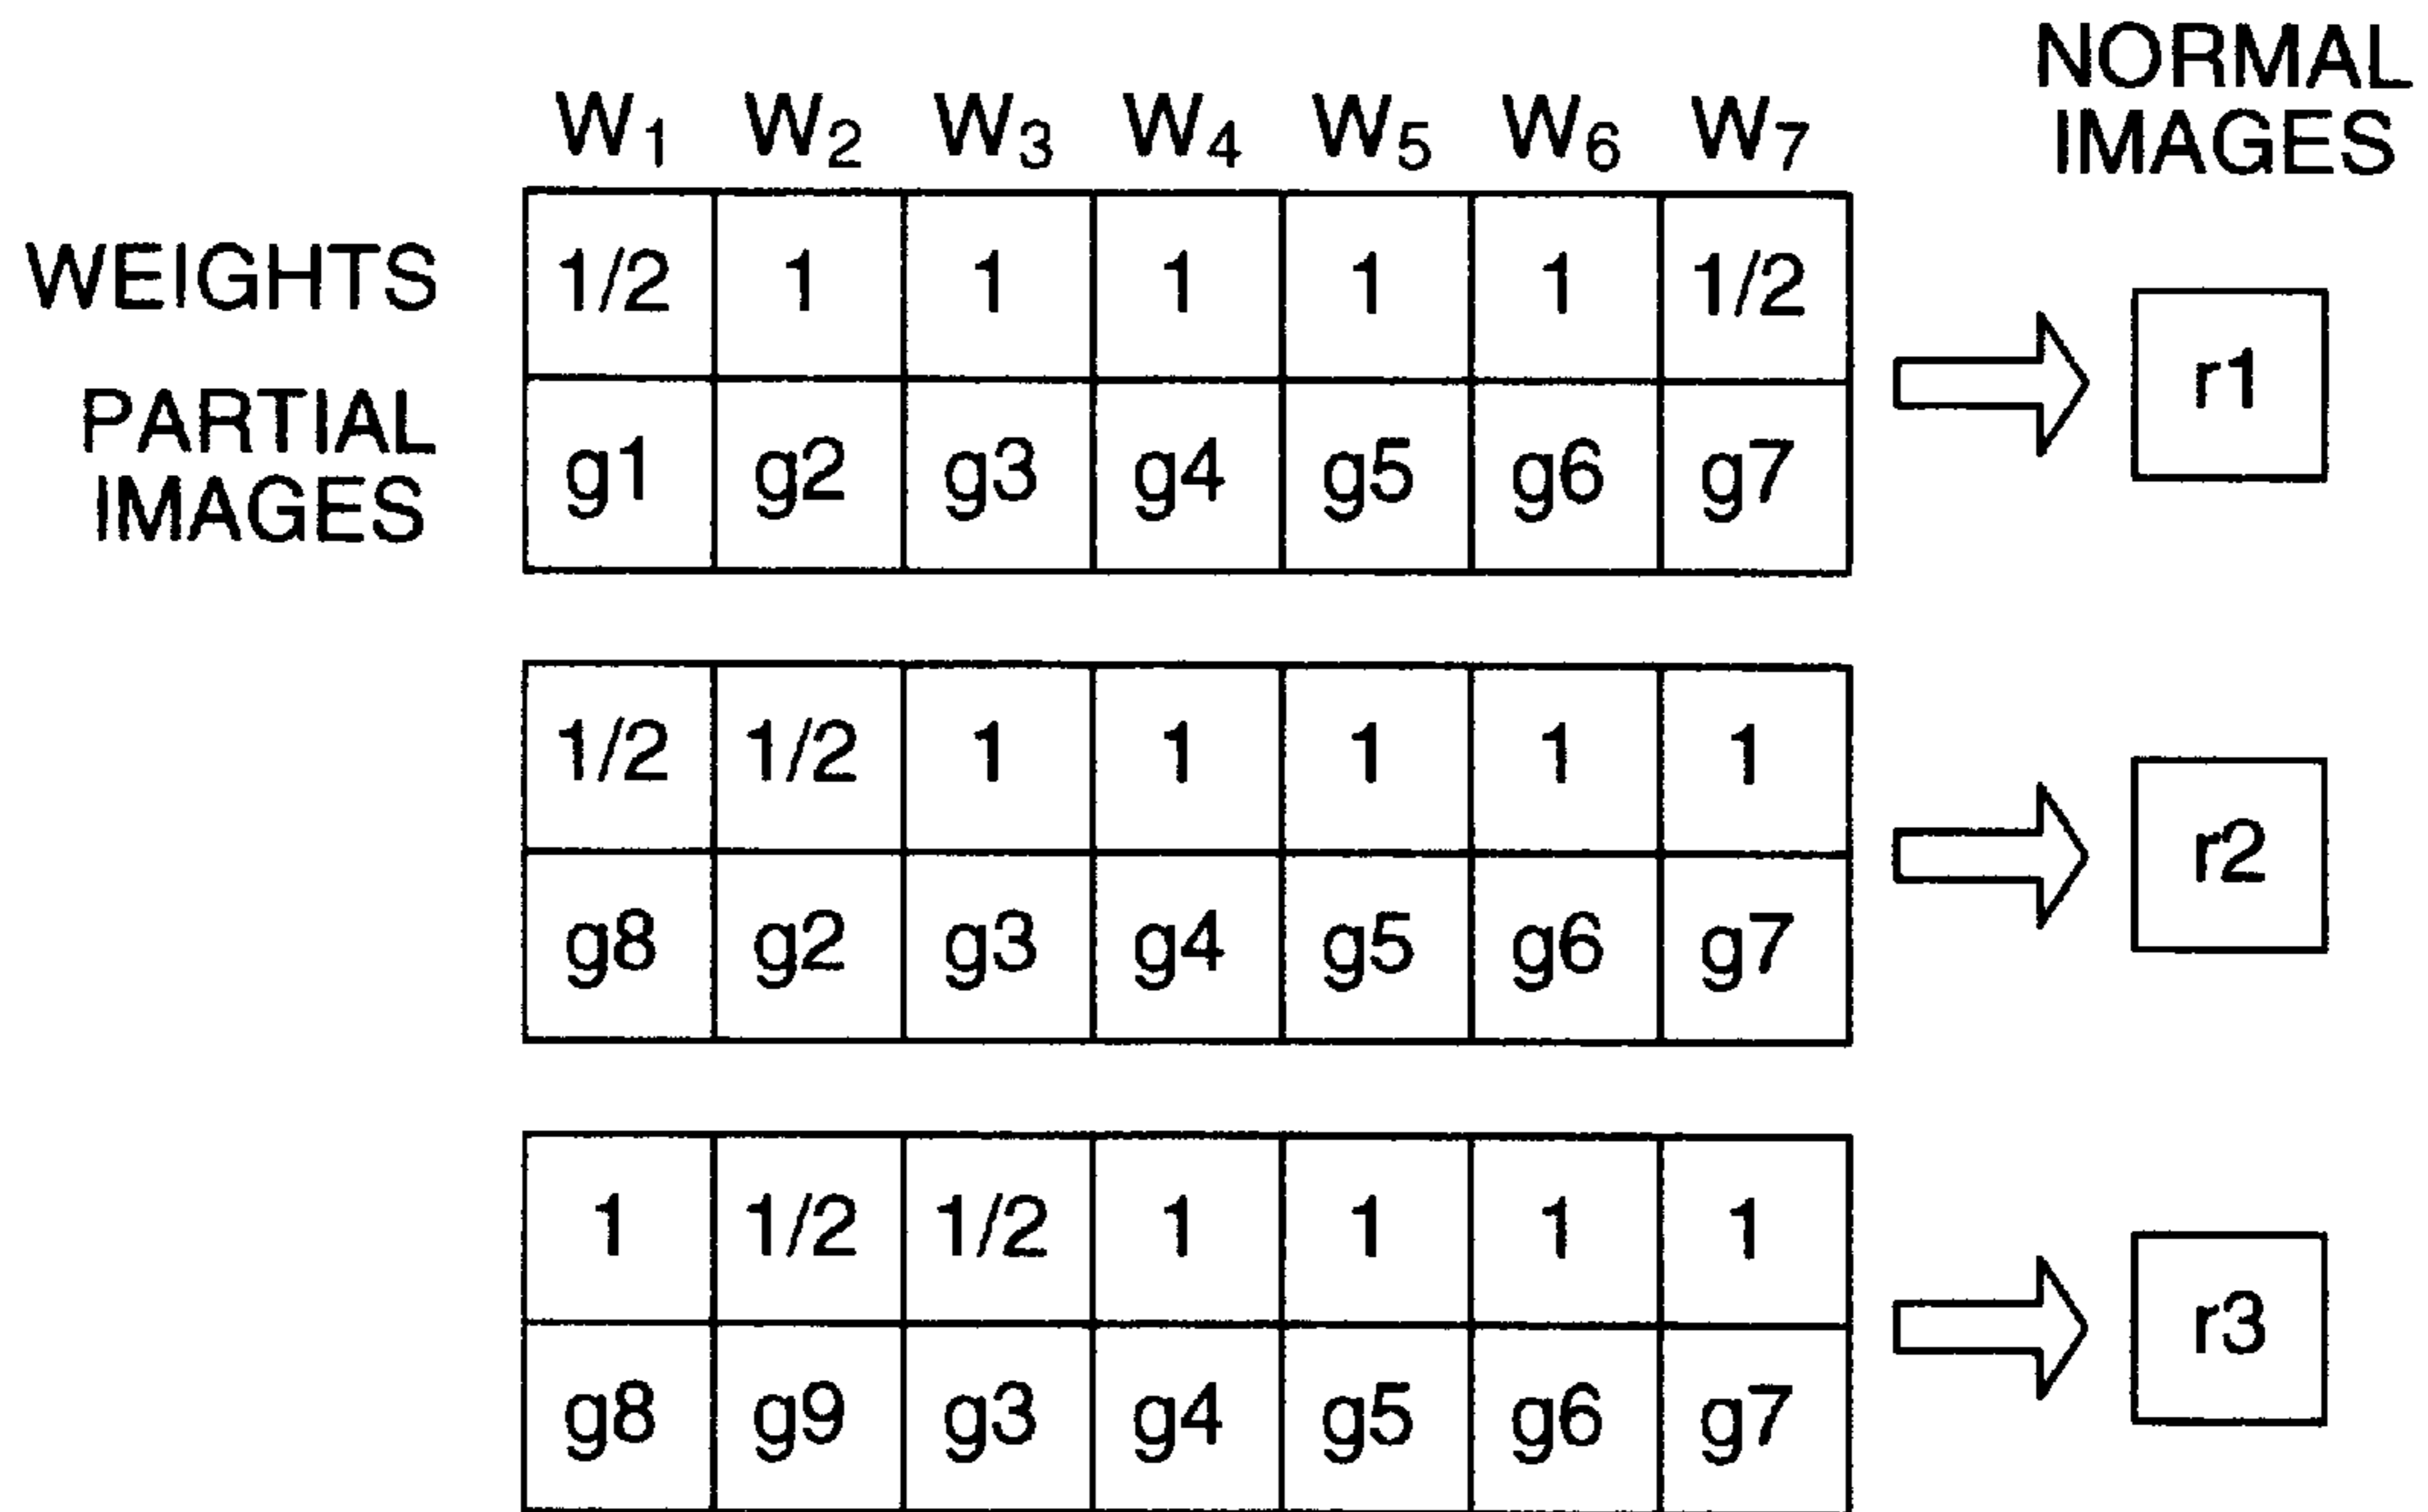 NORMAL
IMAGES
W₁ W₂ W₃ W₄ W₅ W₆ W₇
WEIGHTS 1/2 1 1 1 1 1 1/2
PARTIAL
IMAGES
g1 g2 g3 g4 g5 g6 g7
r1
1/2 1/2 1 1 1 1 1
g8 g2 g3 g4 g5 g6 g7
r2
1 1/2 1/2 1 1 1 1
g8 g9 g3 g4 g5 g6 g7
r3